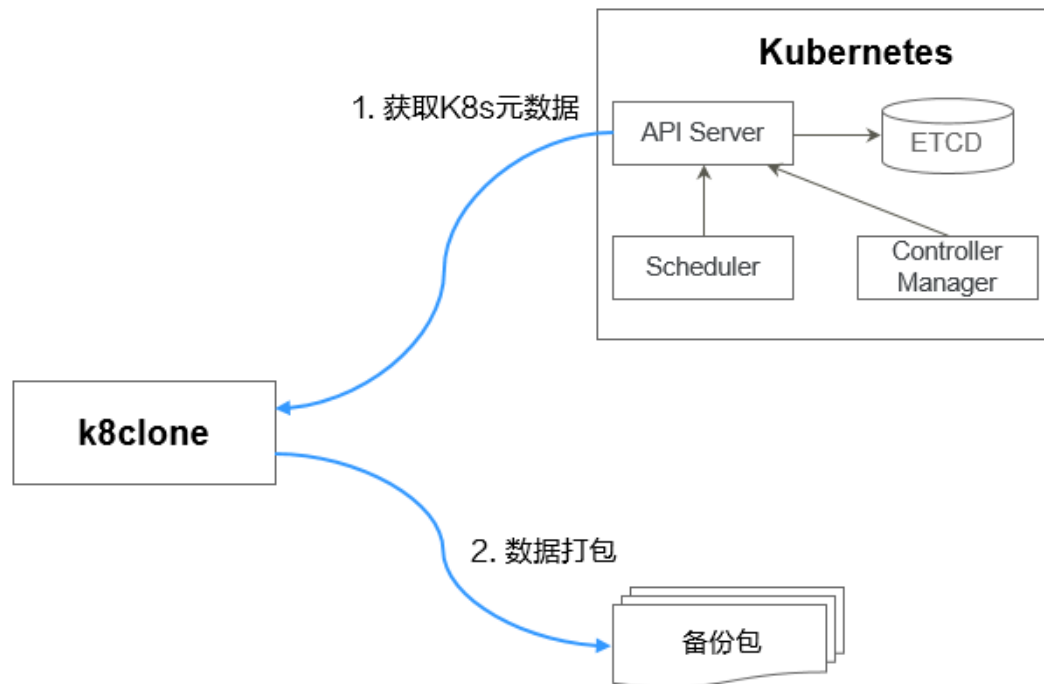 Kubernetes
1. 获取K8s元数据
API Server
ETCD
Scheduler
Controller
Manager
k8clone
2. 数据打包
备份包